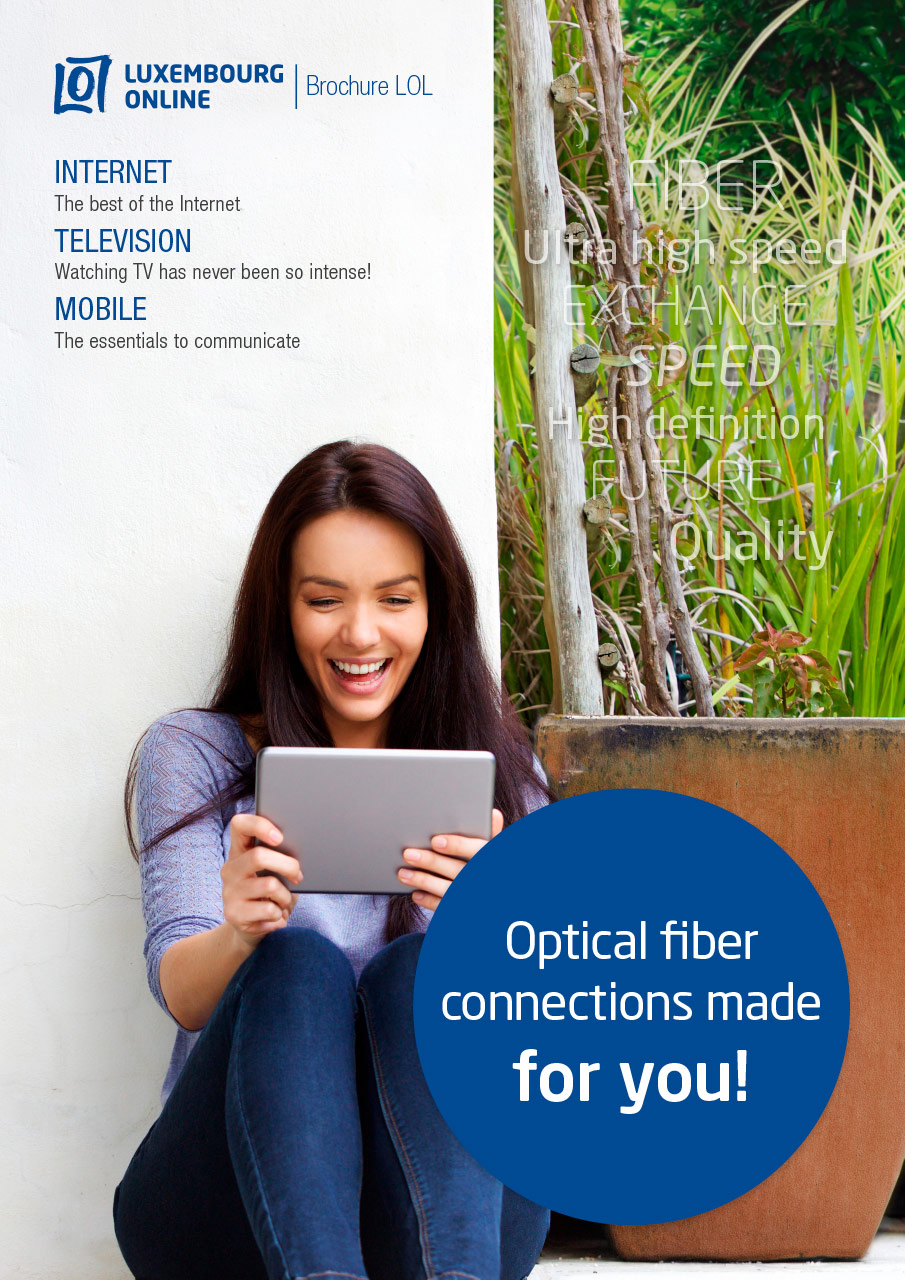 LUXEMBOURG
ONLINE
Brochure LOL
INTERNET
The best of the Internet
TELEVISION
Watching TV has never been so intense!
MOBILE
The essentials to communicate
FIBER
Ultra high speed
EXCHANGE
SPEED
High definition
FUTURE
Quality
Optical fiber
connections made
for you!